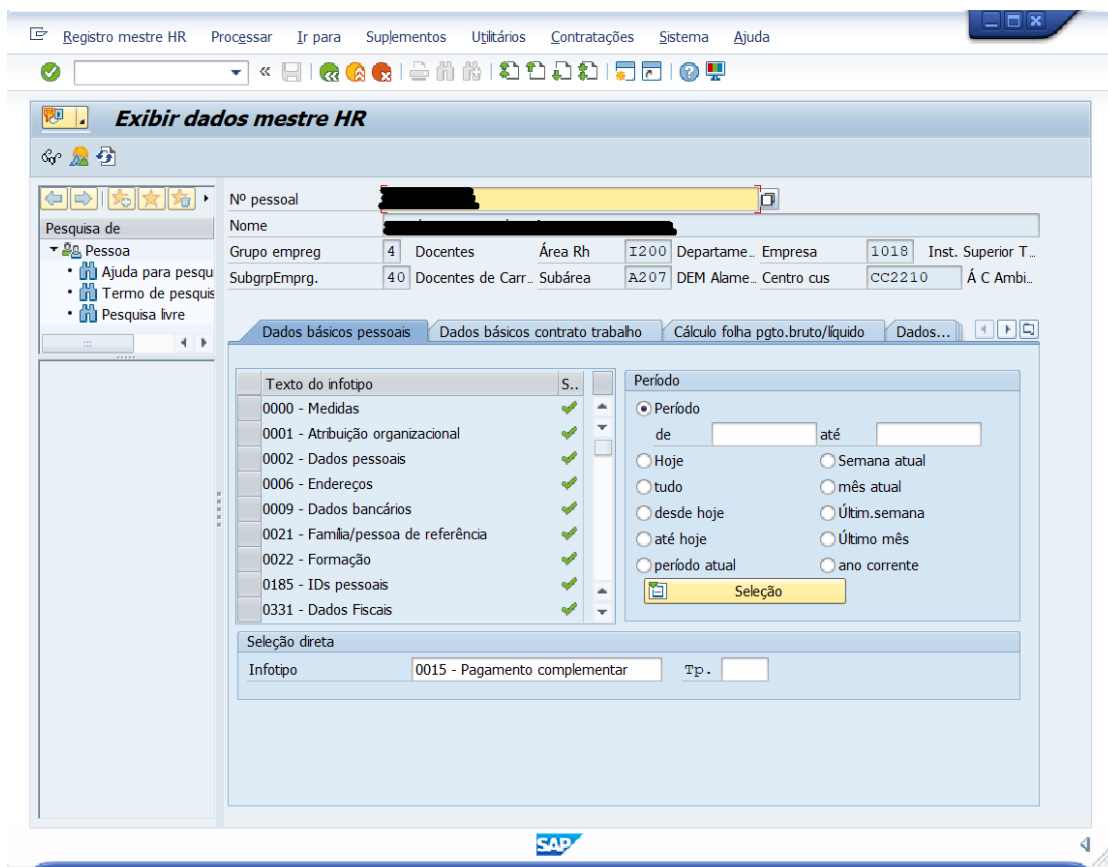 Registro mestre HR Processar Ir para Suplementos Utilitários Contratações Sistema Ajuda
Exibir dados mestre HR
Nº pessoal
Pesquisa de
Nome
Pessoa
Grupo empreg 4 Docentes Área Rh I200 Departame... Empresa 1018 Inst. Superior T...
Ajuda para pesqu
SubgrpEmprg. 40 Docentes de Carr... Subárea A207 DEM Alame... Centro cus CC2210 Á C Ambi...
Termo de pesquis
Pesquisa livre
Dados básicos pessoais Dados básicos contrato trabalho Cálculo folha pgto.bruto/líquido Dados...
Texto do infotipo S..
Período
0000 - Medidas
Período
0001 - Atribuição organizacional
de até
0002 - Dados pessoais
Hoje Semana atual
0006 - Endereços
tudo mês atual
0009 - Dados bancários
desde hoje Últim.semana
0021 - Família/pessoa de referência
até hoje Último mês
0022 - Formação
período atual ano corrente
0185 - IDs pessoais
Seleção
0331 - Dados Fiscais
Seleção direta
Infotipo 0015 - Pagamento complementar Tp.
SAP